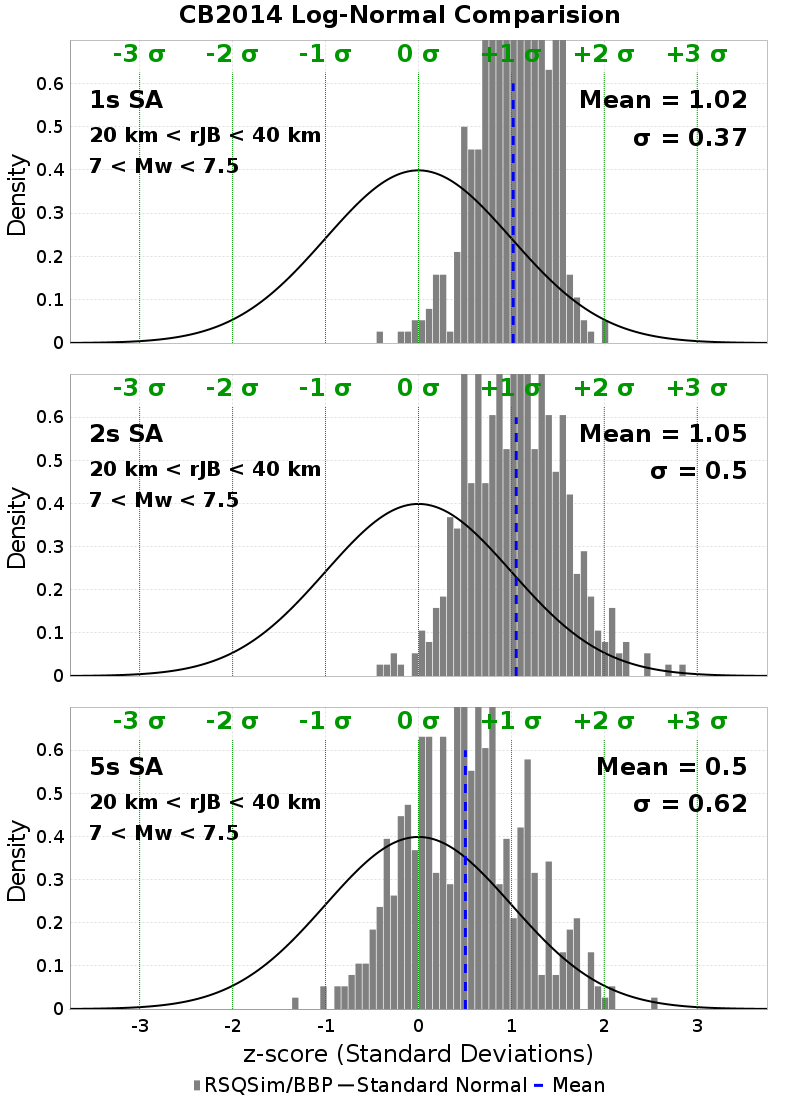 CB2014 Log-Normal Comparision
-3 σ -2 σ -1 σ 0 σ +1 σ +2 σ +3 σ
1s SA
20 km < rJB < 40 km
7 < Mw < 7.5
Mean = 1.02
σ = 0.37
Density
0.6
0.5
0.4
0.3
0.2
0.1
0
-3 σ -2 σ -1 σ 0 σ +1 σ +2 σ +3 σ
2s SA
20 km < rJB < 40 km
7 < Mw < 7.5
Mean = 1.05
σ = 0.5
Density
0.6
0.5
0.4
0.3
0.2
0.1
0
-3 σ -2 σ -1 σ 0 σ +1 σ +2 σ +3 σ
5s SA
20 km < rJB < 40 km
7 < Mw < 7.5
Mean = 0.5
σ = 0.62
Density
0.6
0.5
0.4
0.3
0.2
0.1
0
-3 -2 -1 0 1 2 3
z-score (Standard Deviations)
RSQSim/BBP Standard Normal Mean